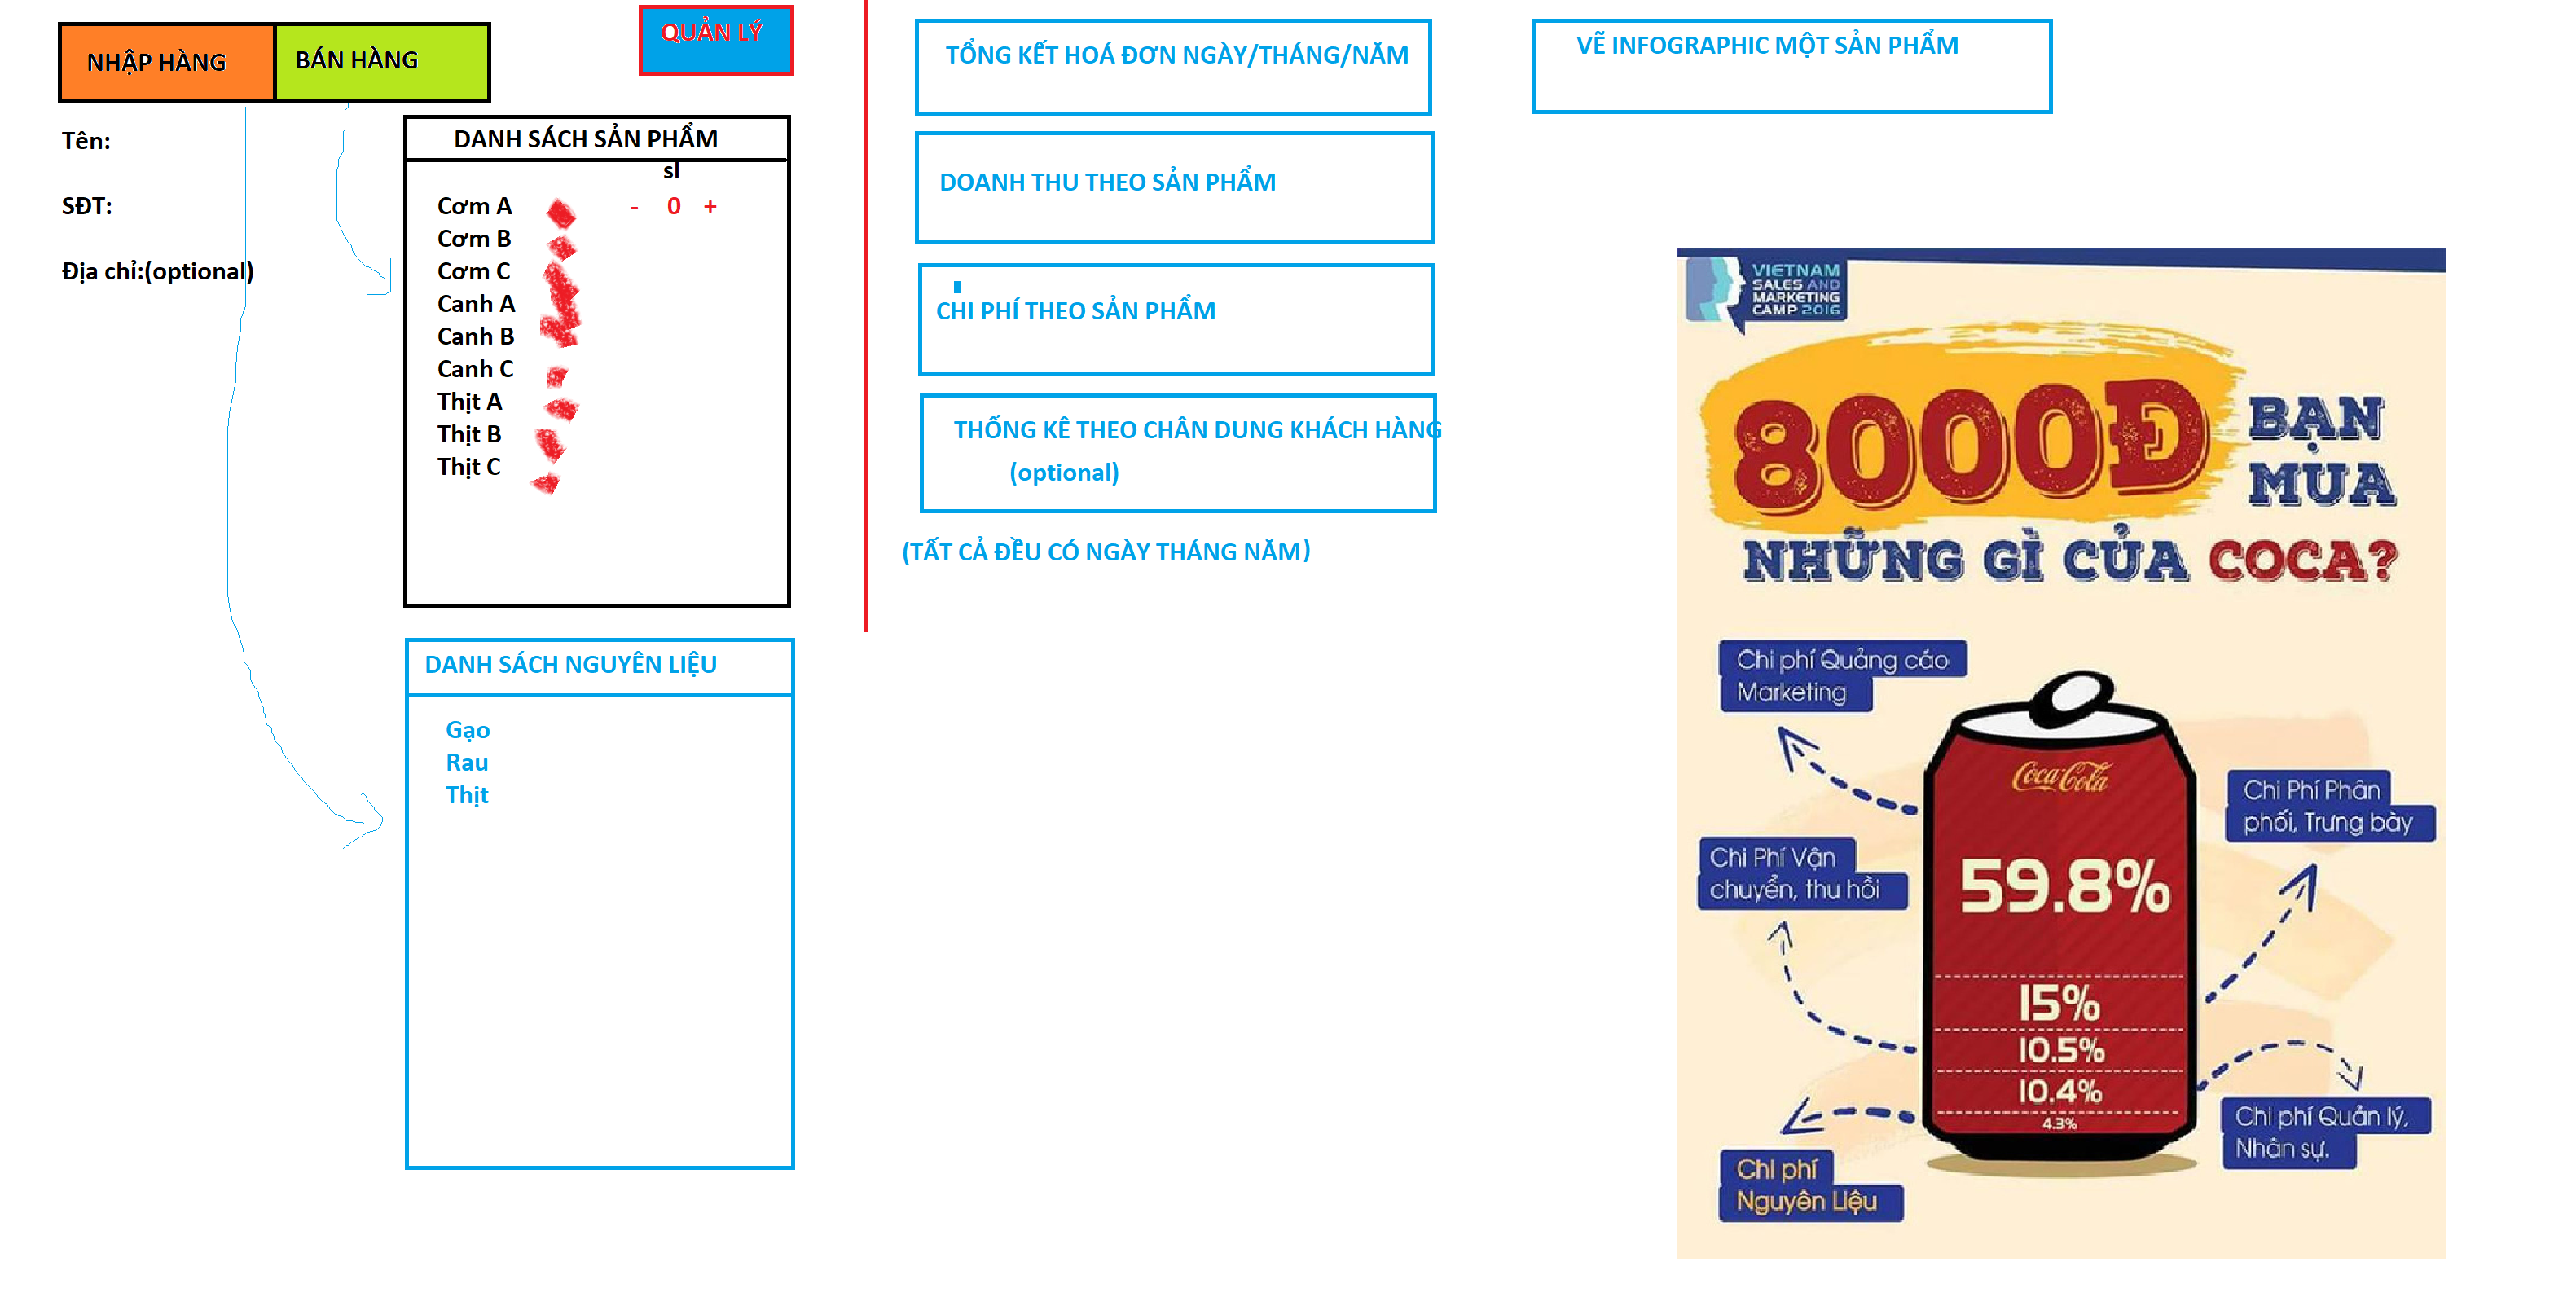 NHẬP HÀNG
BÁN HÀNG
QUẢN LÝ
Tên:
SĐT:
Địa chỉ:(optional)
DANH SÁCH SẢN PHẨM
sl
Cơm A
- 0 +
Cơm B
Cơm C
Canh A
Canh B
Canh C
Thịt A
Thịt B
Thịt C
DANH SÁCH NGUYÊN LIỆU
Gạo
Rau
Thịt
TỔNG KẾT HOÁ ĐƠN NGÀY/THÁNG/NĂM
DOANH THU THEO SẢN PHẨM
CHI PHÍ THEO SẢN PHẨM
THỐNG KÊ THEO CHÂN DUNG KHÁCH HÀNG
(optional)
(TẤT CẢ ĐỀU CÓ NGÀY THÁNG NĂM)
VẼ INFOGRAPHIC MỘT SẢN PHẨM
VIETNAM
SALES AND
MARKETING
CAMP 2016
8000Đ
BẠN
MUA
NHỮNG GÌ CỦA COCA?
Chi phí Quảng cáo
Marketing
Chi Phí Vận
chuyển, thu hồi
Chi phí
Nguyên Liệu
Coca-Cola
59.8%
15%
10.5%
10.4%
4.3%
Chi Phí Phân
phối, Trưng bày
Chi phí Quản lý,
Nhân sự.